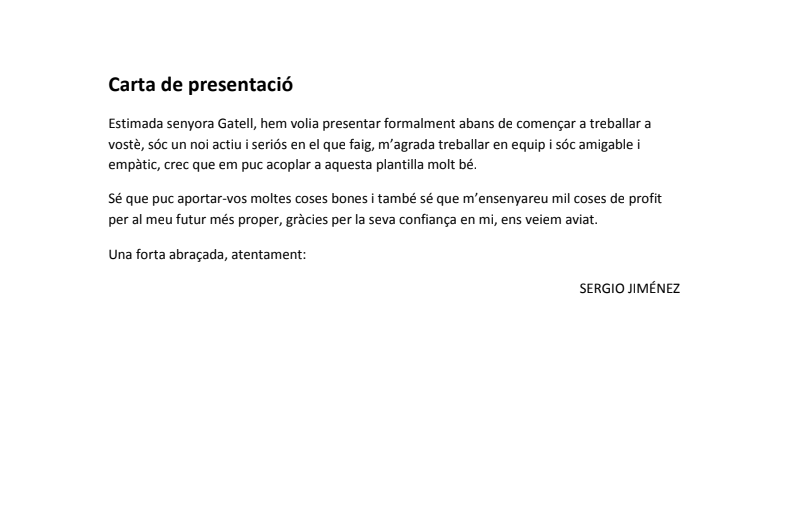 Carta de presentació
Estimada senyora Gatell, hem volia presentar formalment abans de començar a treballar a
vostè, sóc un noi actiu i seriós en el que faig, m’agrada treballar en equip i sóc amigable i
empàtic, crec que em puc acoplar a aquesta plantilla molt bé.
Sé que puc aportar-vos moltes coses bones i també sé que m’ensenyareu mil coses de profit
per al meu futur més proper, gràcies per la seva confiança en mi, ens veiem aviat.
Una forta abraçada, atentament:
SERGIO JIMÉNEZ